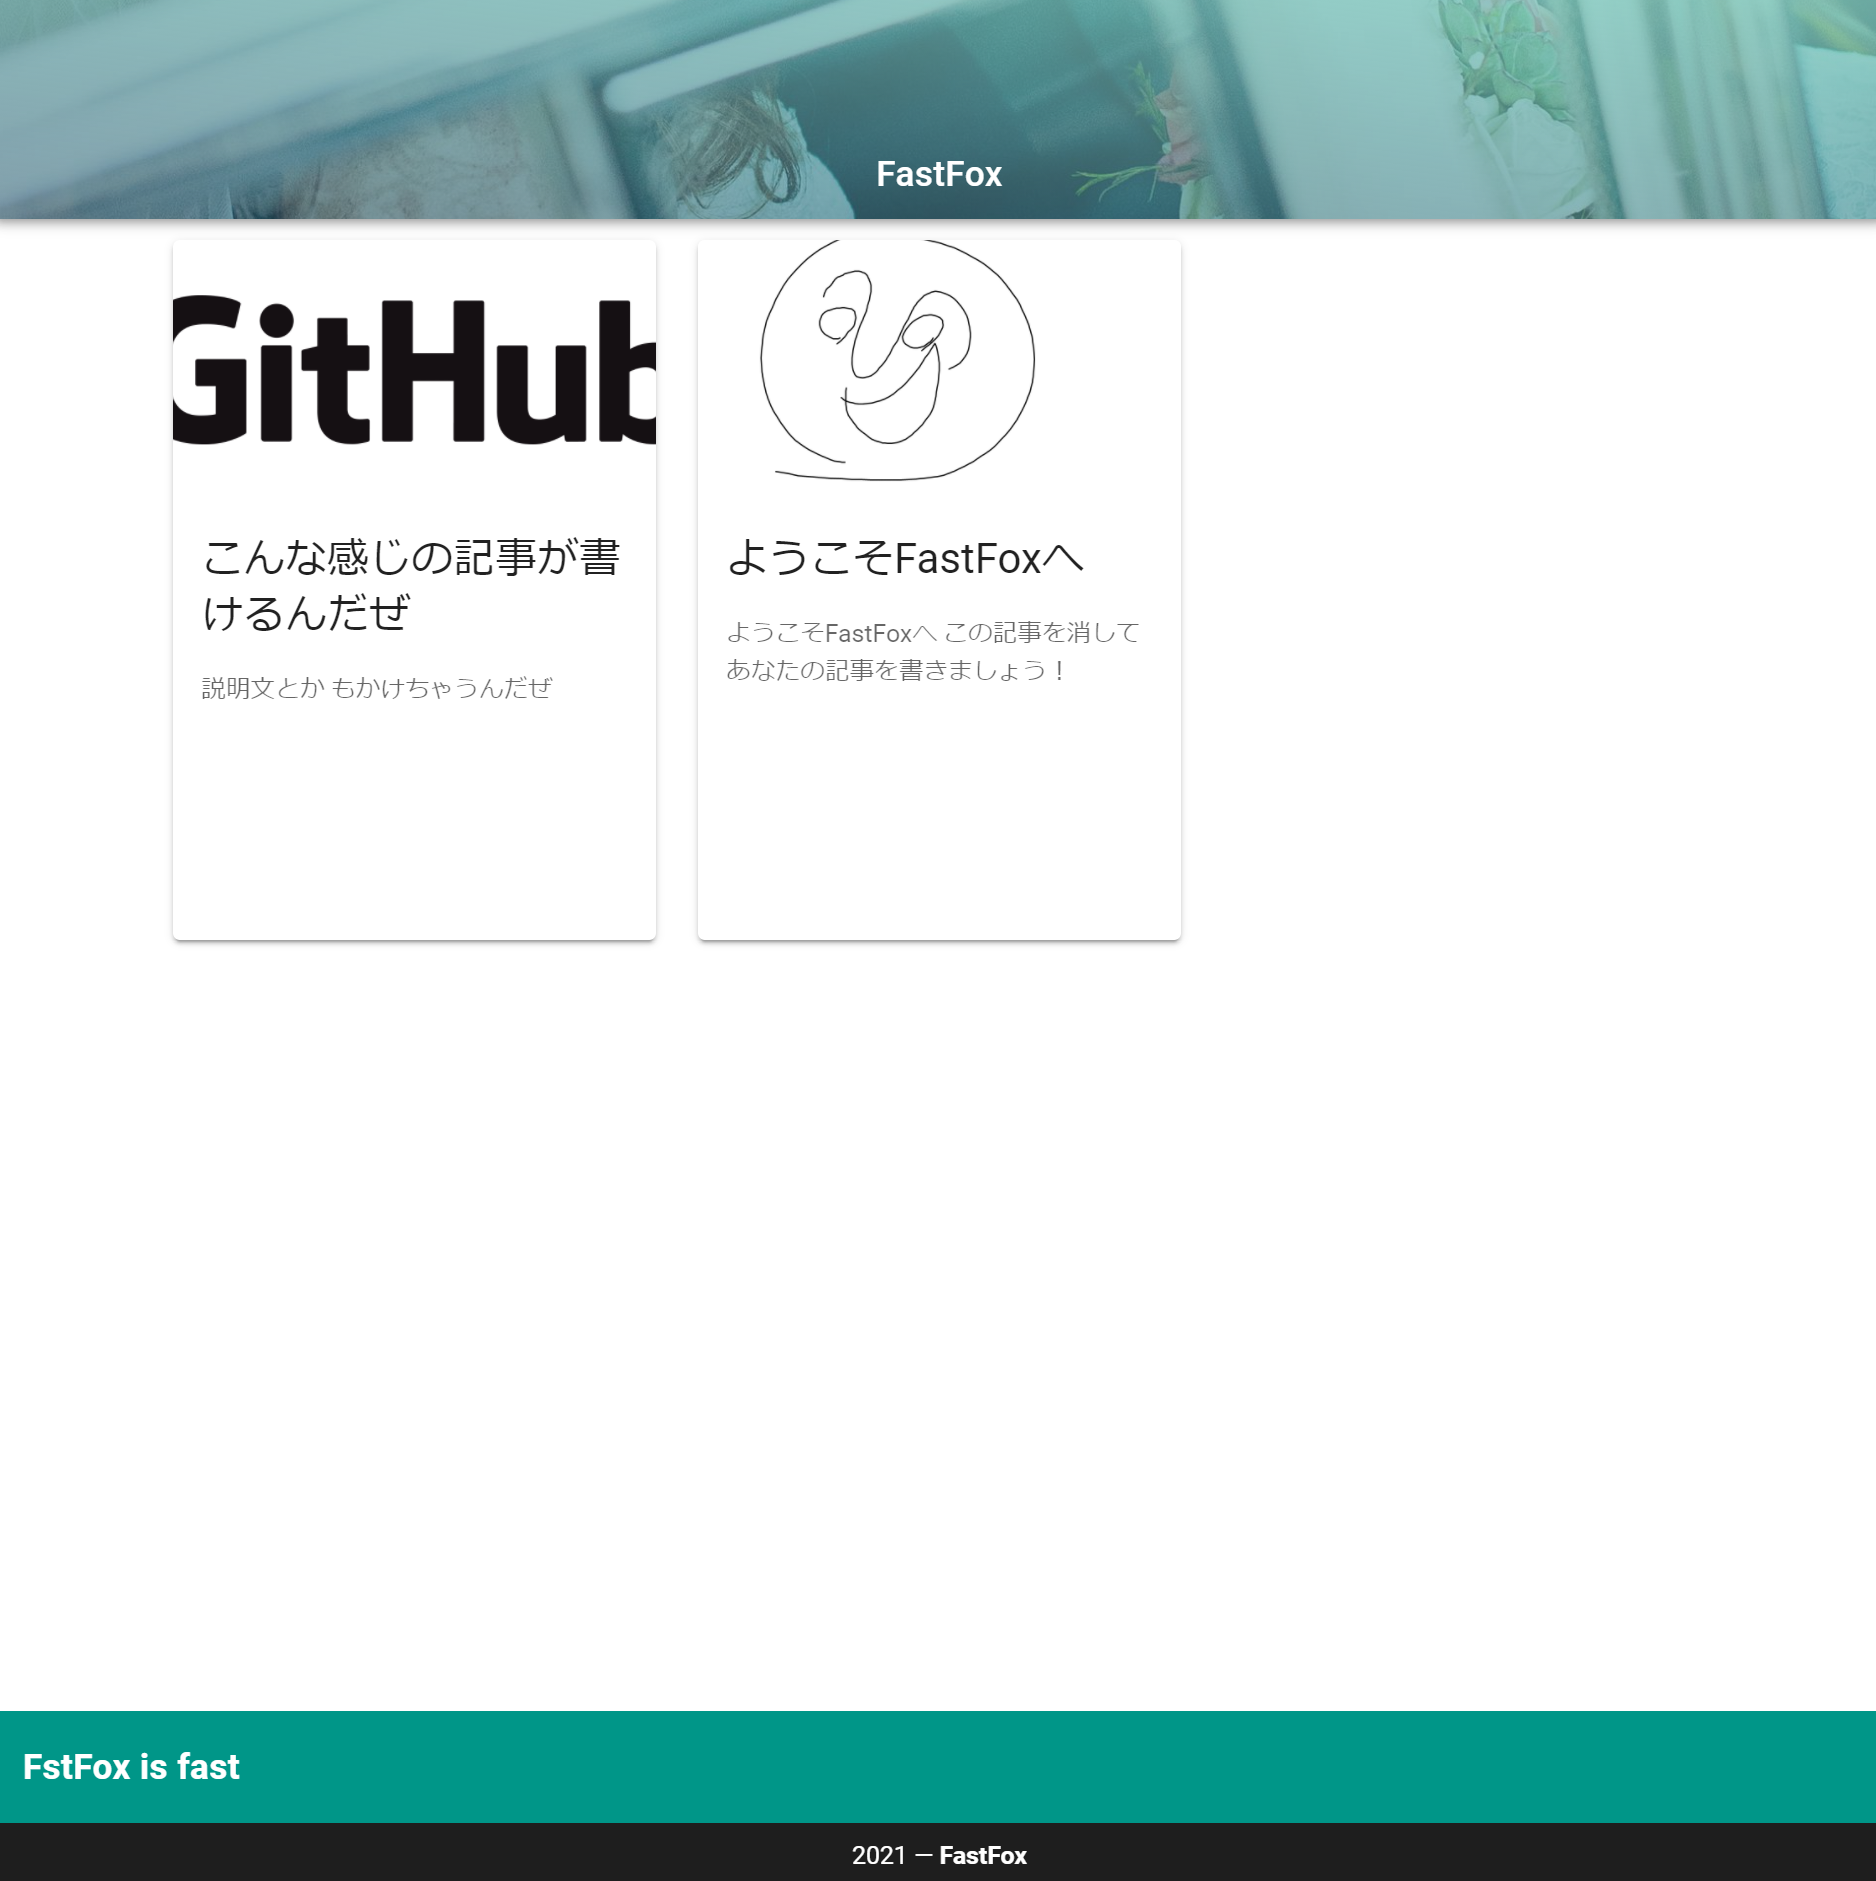 FastFox
GitHub
こんな感じの記事が書
けるんだぜ
説明文とか もかけちゃうんだぜ
ようこそFastFoxへ
ようこそFastFoxへ この記事を消して
あなたの記事を書きましょう！
FstFox is fast
2021 — FastFox